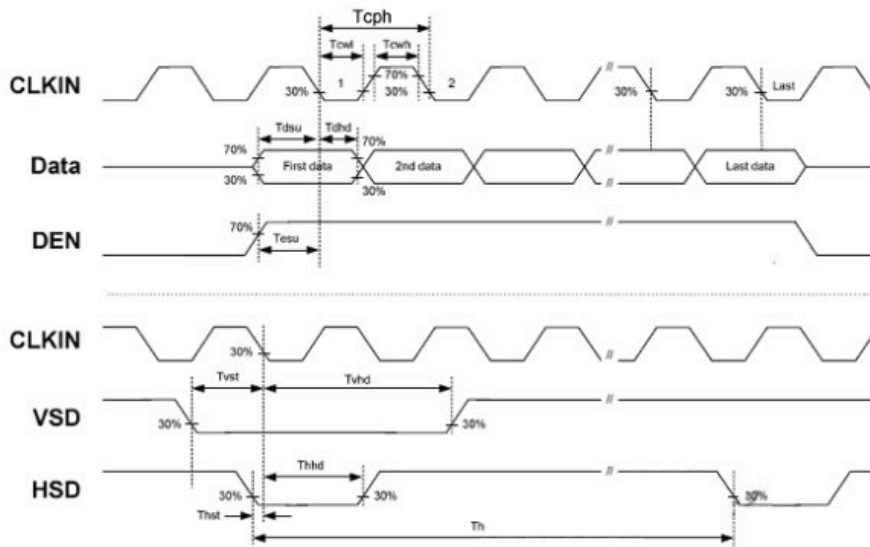 Tcph
Tcwl Tcwh
CLKIN 30% 1 70% 30% 2 30% 30% Last
Tdsu Tdhd
Data 70% 30% First data 70% 30% 2nd data // Last data
DEN 70% Tesu //
CLKIN 30% //
Tvst Tvhd
VSD 30% 30% //
Thhd
HSD 30% 30% // 30%
Thst
Th